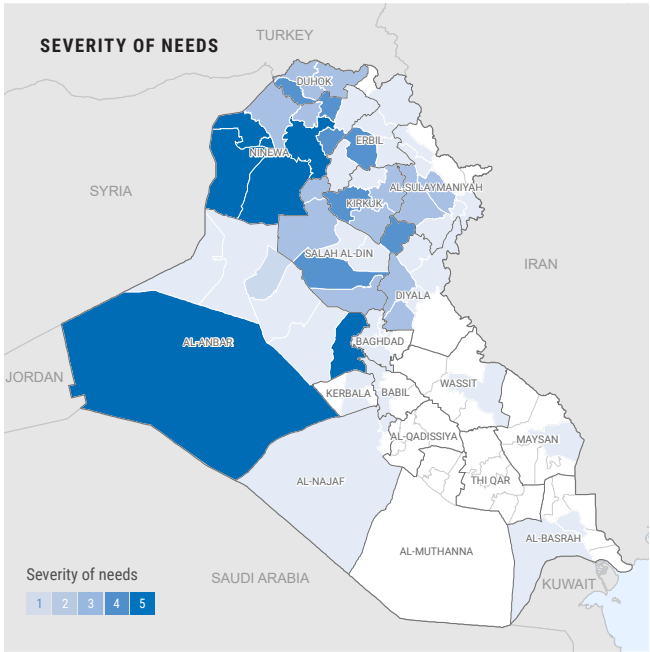 SEVERITY OF NEEDS
TURKEY
DUHOK
ERBIL
NINEWA
SYRIA
AL-SULAYMANIYAH
KIRKUK
SALAH AL-DIN
IRAN
DIYALA
AL-ANBAR
BAGHDAD
JORDAN
KERBALA
BABIL
WASSIT
AL-QADISSIYA
MAYSAN
AL-NAJAF
THI QAR
AL-BASRAH
AL-MUTHANNA
Severity of needs
SAUDI ARABIA
KUWAIT
1 2 3 4 5